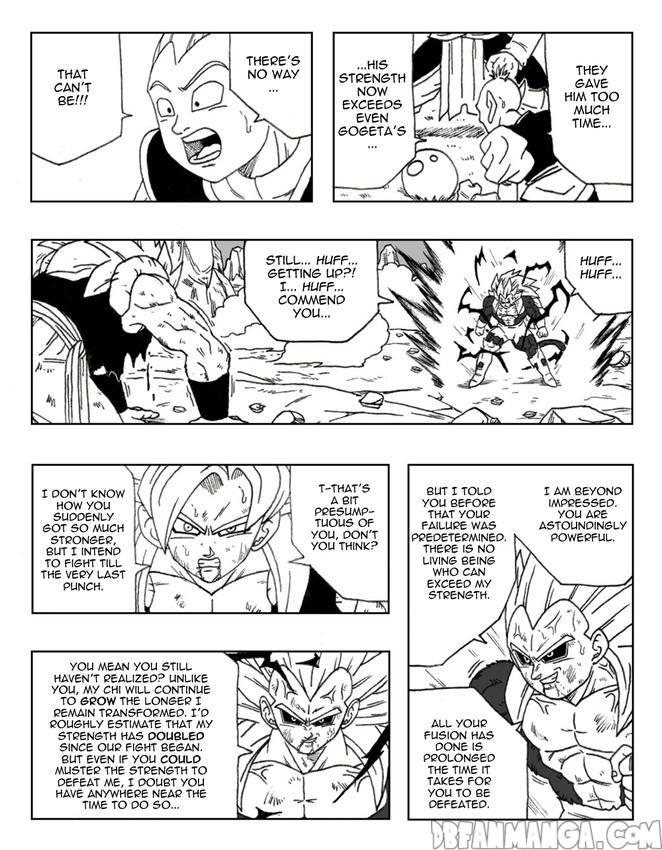 THEY
GAVE
HIM TOO
MUCH
TIME...
...HIS
STRENGTH
NOW
EXCEEDS
EVEN
GOGETA'S
...
THERE'S
NO WAY
...
THAT
CAN'T
BE!!!
HUFF...
HUFF...
STILL... HUFF...
GETTING UP?!
I... HUFF...
COMMEND
YOU...
T-THAT'S
A BIT
PRESUMP-
TUOUS OF
YOU, DON'T
YOU THINK?
I DON'T KNOW
HOW YOU
SUDDENLY
GOT SO MUCH
STRONGER,
BUT I INTEND
TO FIGHT TILL
THE VERY LAST
PUNCH.
YOU MEAN YOU STILL
HAVEN'T REALIZED? UNLIKE
YOU, MY CHI WILL CONTINUE
TO GROW THE LONGER I
REMAIN TRANSFORMED. I'D
ROUGHLY ESTIMATE THAT MY
STRENGTH HAS DOUBLED
SINCE OUR FIGHT BEGAN.
BUT EVEN IF YOU COULD
MUSTER THE STRENGTH TO
DEFEAT ME, I DOUBT YOU
HAVE ANYWHERE NEAR THE
TIME TO DO SO...
I AM BEYOND
IMPRESSED.
YOU ARE
ASTOUNDINGLY
POWERFUL.
BUT I TOLD
YOU BEFORE
THAT YOUR
FAILURE WAS
PREDETERMINED.
THERE IS NO
LIVING BEING
WHO CAN
EXCEED MY
STRENGTH.
ALL YOUR
FUSION HAS
DONE IS
PROLONGED
THE TIME IT
TAKES FOR
YOU TO BE
DEFEATED.
DBFANMANGA.COM